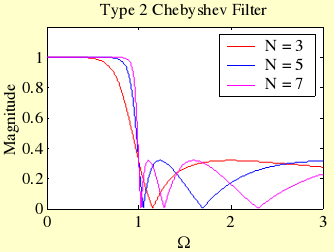 Type 2 Chebyshev Filter
N = 3
N = 5
N = 7
Magnitude
1
0.8
0.6
0.4
0.2
0
0
1
2
3
Ω